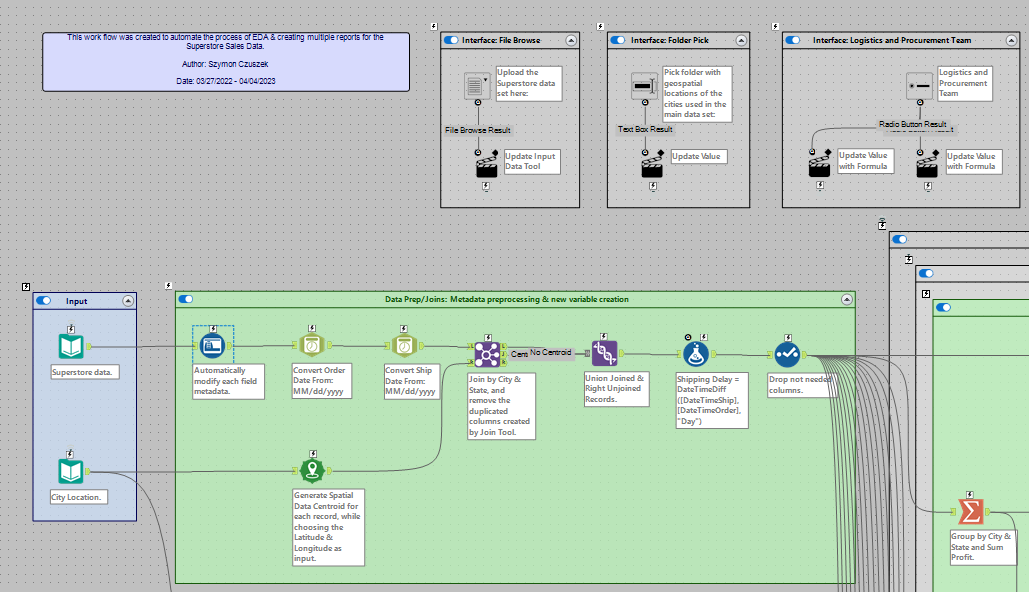 This work flow was created to automate the process of EDA & creating multiple reports for the
Superstore Sales Data.
Author: Szymon Czuszek
Date: 03/27/2022 - 04/04/2023
Interface: File Browse
Upload the
Superstore data
set here:
File Browse Result
Update Input
Data Tool
Interface: Folder Pick
Pick folder with
geospatial
locations of the
cities used in the
main data set:
Text Box Result
Update Value
Interface: Logistics and Procurement Team
Logistics and
Procurement
Team
Radio Button Result
Update Value
with Formula
Update Value
with Formula
Input
Superstore data.
City Location.
Data Prep/Joins: Metadata preprocessing & new variable creation
Automatically
modify each field
metadata.
Convert Order
Date From:
MM/dd/yyyy
Convert Ship
Date From:
MM/dd/yyyy
Join by City &
State, and
remove the
duplicated
columns created
by Join Tool.
Cent
No Centroid
Union Joined &
Right Unjoined
Records.
Shipping Delay =
DateTimeDiff
([DateTimeShip],
[DateTimeOrder],
"Day")
Drop not needed
columns.
Generate Spatial
Data Centroid for
each record, while
choosing the
Latitude &
Longitude as
input.
Group by City &
State and Sum
Profit.